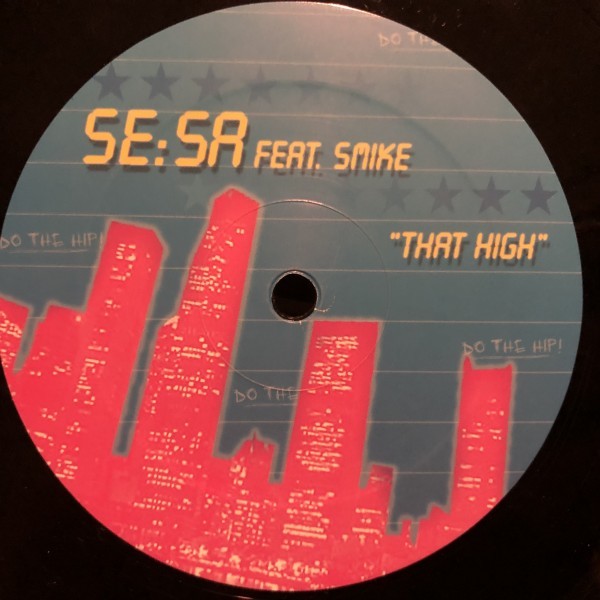 DO THE
SE:SA FEAT. SMIKE
"THAT HIGH"
DO THE HIP!
DO THE HIP!
DO THE